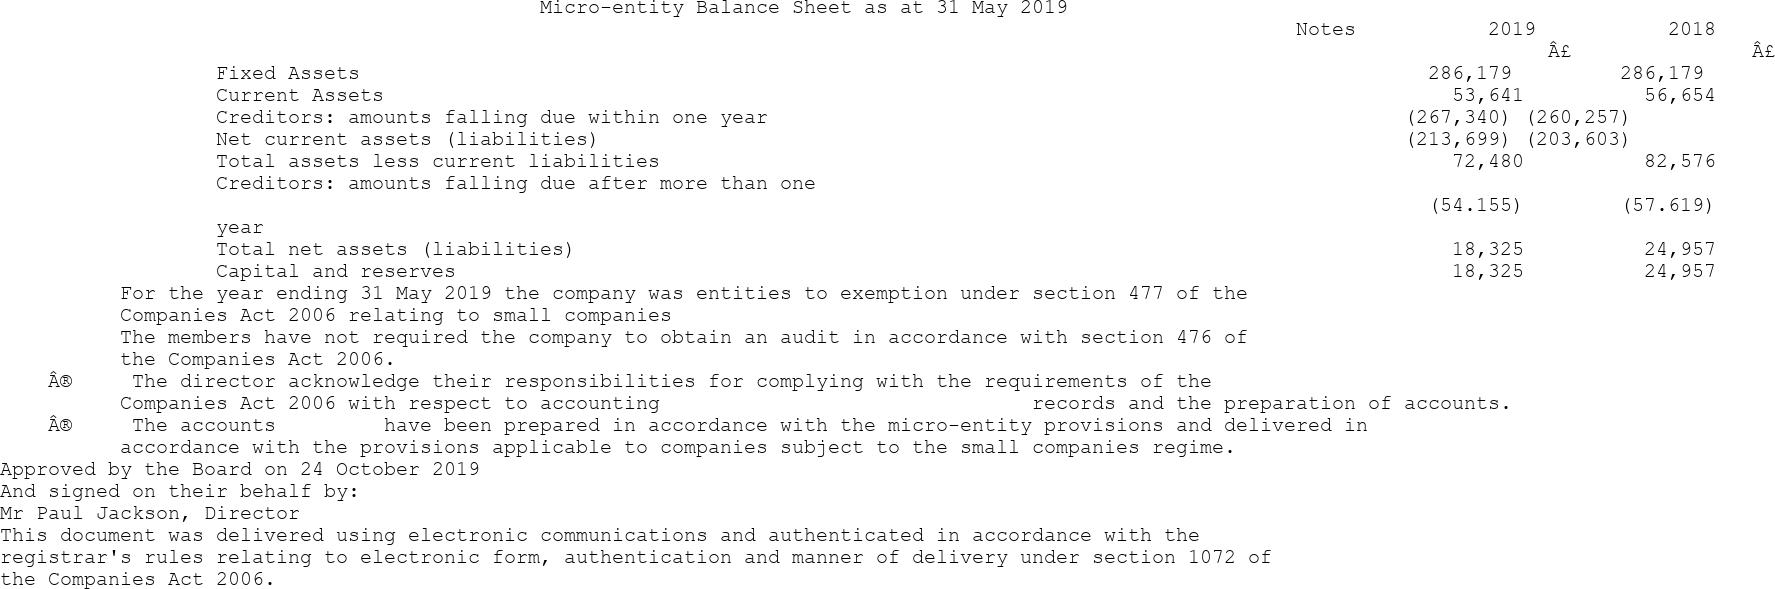 Micro-entity Balance Sheet as at 31 May 2019
Notes 2019 2018
Â£ Â£
Fixed Assets 286,179 286,179
Current Assets 53,641 56,654
Creditors: amounts falling due within one year (267,340) (260,257)
Net current assets (liabilities) (213,699) (203,603)
Total assets less current liabilities 72,480 82,576
Creditors: amounts falling due after more than one
(54.155) (57.619)
year
Total net assets (liabilities) 18,325 24,957
Capital and reserves 18,325 24,957
For the year ending 31 May 2019 the company was entities to exemption under section 477 of the
Companies Act 2006 relating to small companies
The members have not required the company to obtain an audit in accordance with section 476 of
the Companies Act 2006.
Â® The director acknowledge their responsibilities for complying with the requirements of the
Companies Act 2006 with respect to accounting records and the preparation of accounts.
Â® The accounts have been prepared in accordance with the micro-entity provisions and delivered in
accordance with the provisions applicable to companies subject to the small companies regime.
Approved by the Board on 24 October 2019
And signed on their behalf by:
Mr Paul Jackson, Director
This document was delivered using electronic communications and authenticated in accordance with the
registrar's rules relating to electronic form, authentication and manner of delivery under section 1072 of
the Companies Act 2006.